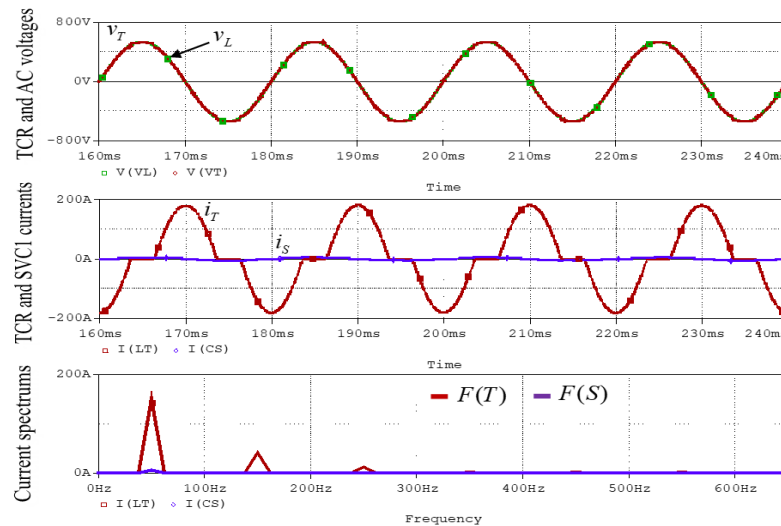 TCR and AC voltages
800V
v_T
v_L
0V
-800V
160ms 170ms 180ms 190ms 200ms 210ms 220ms 230ms 240ms
V(VL) V(VT)
Time
TCR and SVC1 currents
200A
i_T
i_S
0A
-200A
160ms 170ms 180ms 190ms 200ms 210ms 220ms 230ms 240ms
I(LT) I(CS)
Time
Current spectrums
200A
F(T) F(S)
0A
0Hz 100Hz 200Hz 300Hz 400Hz 500Hz 600Hz
I(LT) I(CS)
Frequency